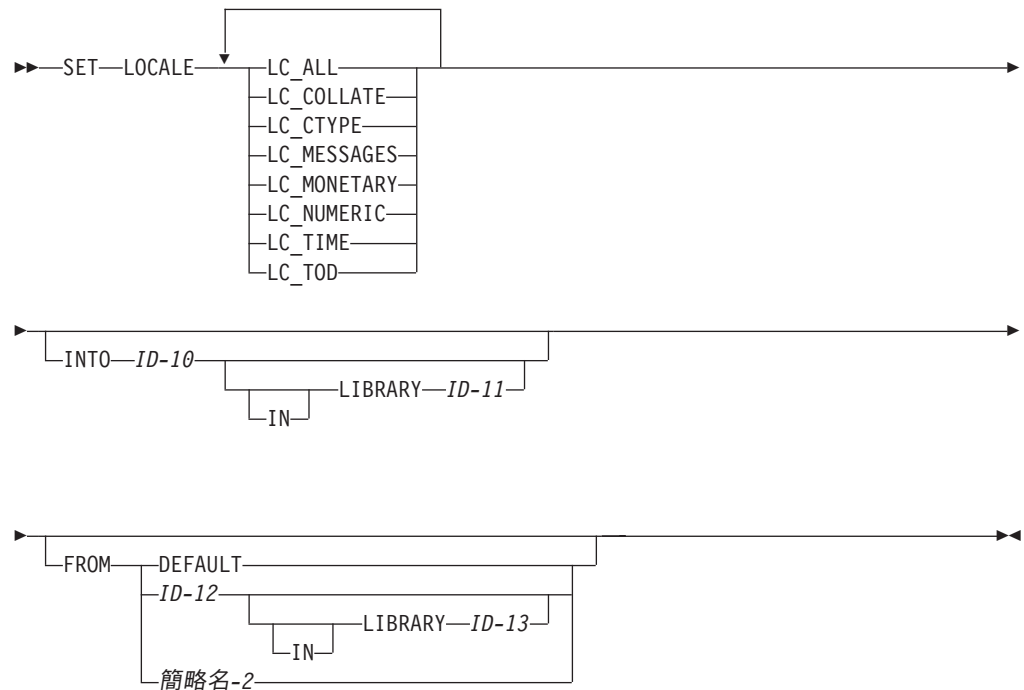 SET LOCALE LC_ALL
LC_COLLATE
LC_CTYPE
LC_MESSAGES
LC_MONETARY
LC_NUMERIC
LC_TIME
LC_TOD
INTO ID-10
LIBRARY ID-11
IN
FROM DEFAULT
ID-12
LIBRARY ID-13
IN
簡略名-2